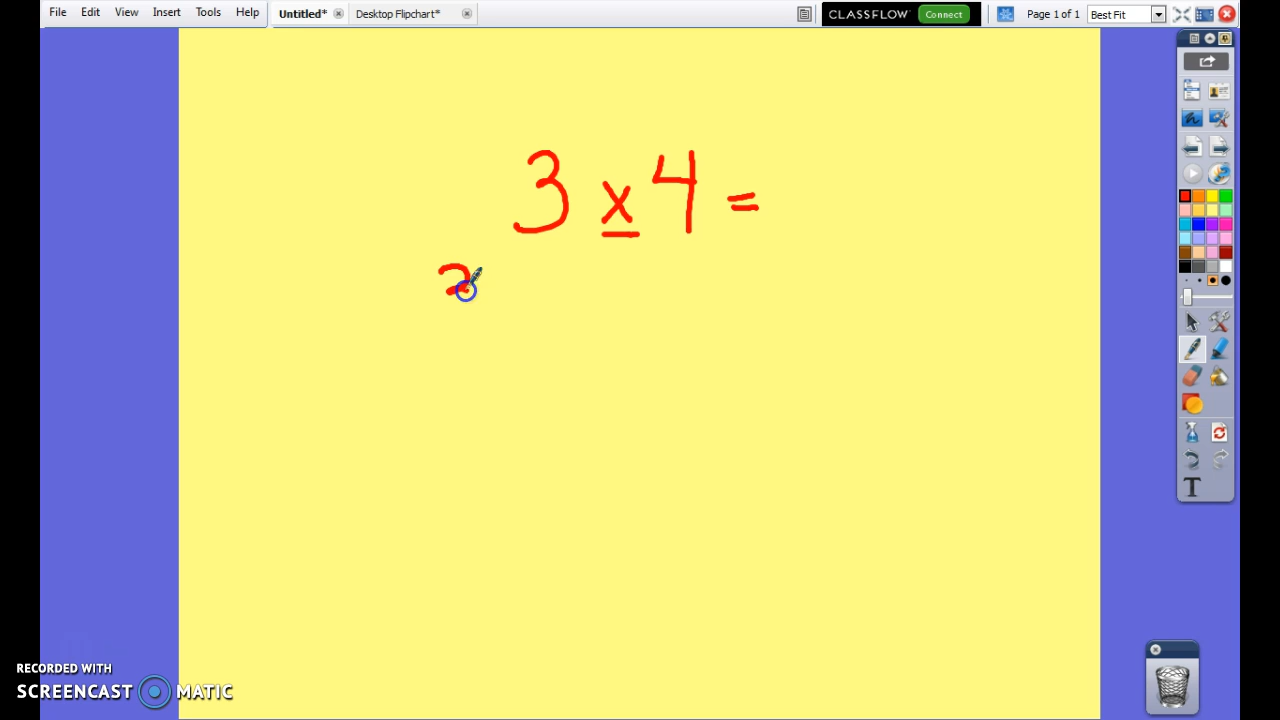 File Edit View Insert Tools Help Untitled* Desktop Flipchart* CLASSFLOW Connect Page 1 of 1 Best Fit
3 x 4 =
T
RECORDED WITH
SCREENCAST MATIC